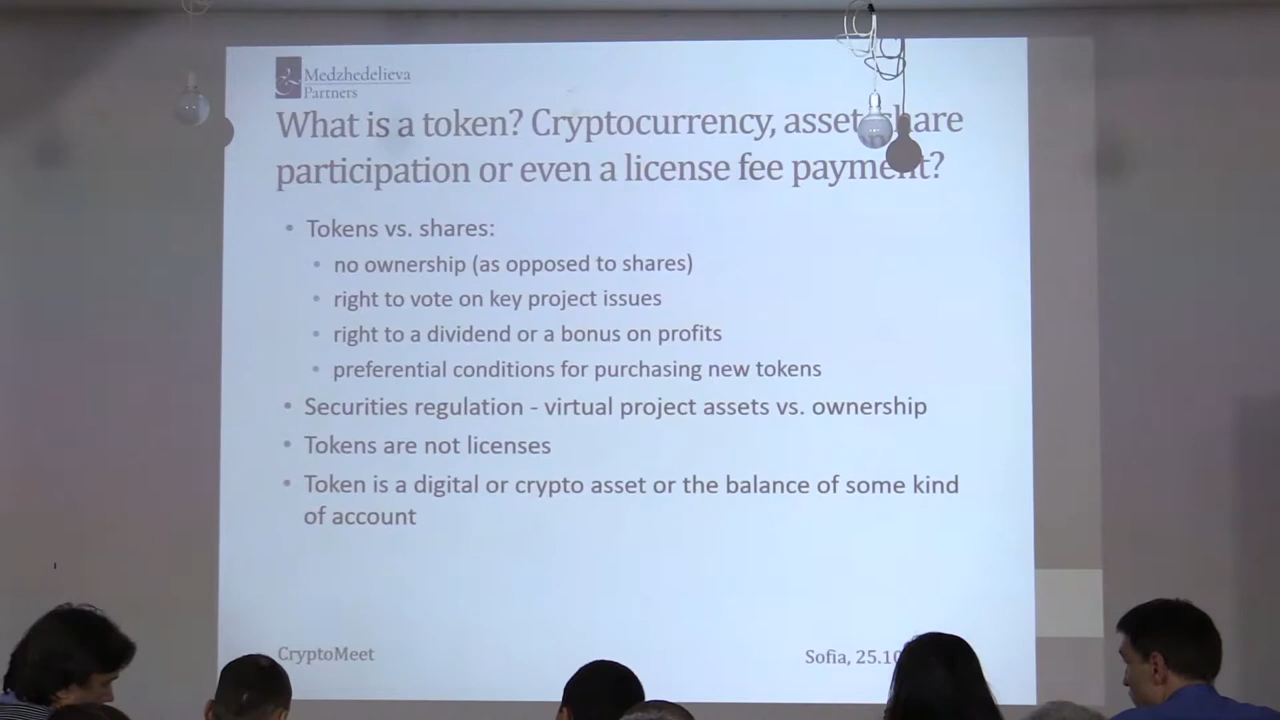 Medzhedelieva
Partners
What is a token? Cryptocurrency, asset, share
participation or even a license fee payment?
• Tokens vs. shares:
• no ownership (as opposed to shares)
• right to vote on key project issues
• right to a dividend or a bonus on profits
• preferential conditions for purchasing new tokens
• Securities regulation - virtual project assets vs. ownership
• Tokens are not licenses
• Token is a digital or crypto asset or the balance of some kind
of account
CryptoMeet
Sofia, 25.10